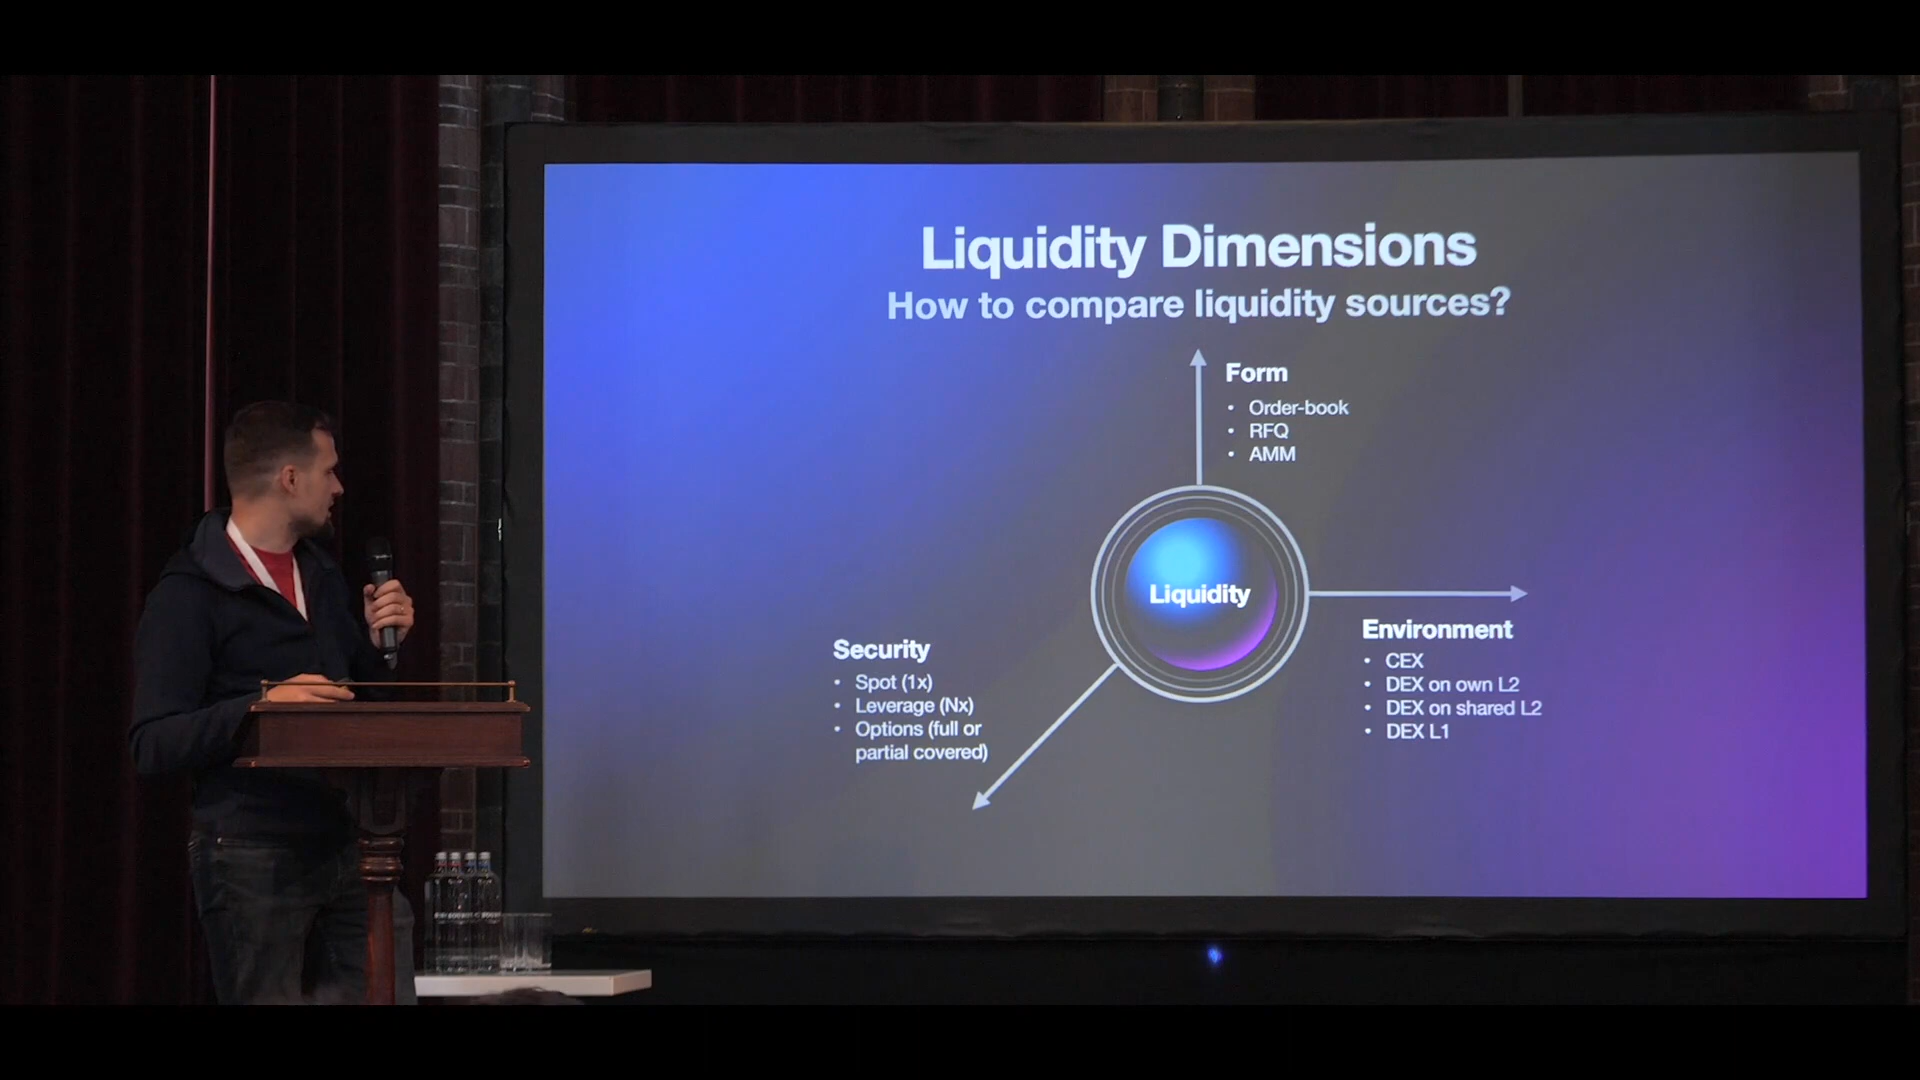 Liquidity Dimensions
How to compare liquidity sources?
Form
• Order-book
• RFQ
• AMM
Liquidity
Environment
• CEX
• DEX on own L2
• DEX on shared L2
• DEX L1
Security
• Spot (1x)
• Leverage (Nx)
• Options (full or
partial covered)